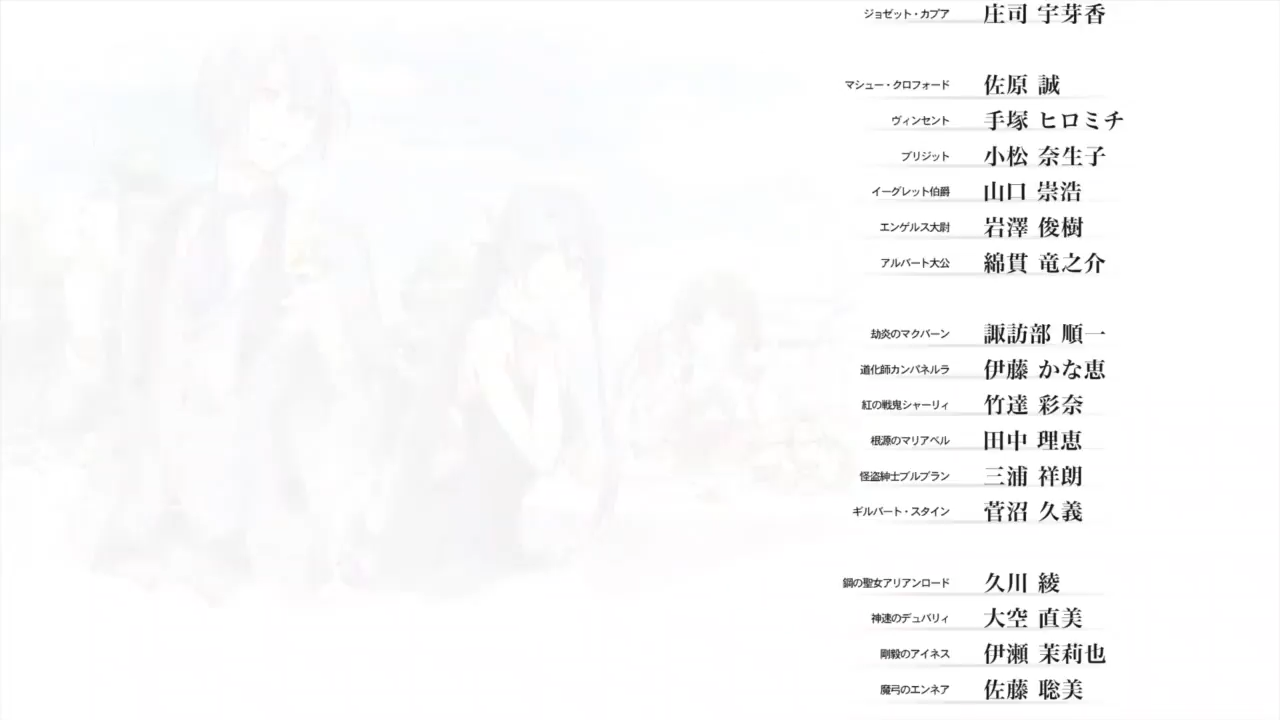 ジョゼット・カプア 庄司 宇芽香
マシュー・クロフォード 佐原 誠
ヴィンセント 手塚 ヒロミチ
ブリジット 小松 奈生子
イーグレット伯爵 山口 崇浩
エンゲルス大尉 岩澤 俊樹
アルバート大公 綿貫 竜之介
劫炎のマクバーン 諏訪部 順一
道化師カンパネルラ 伊藤 かな恵
紅の戦鬼シャーリィ 竹達 彩奈
根源のマリアベル 田中 理恵
怪盗紳士ブルブラン 三浦 祥朗
ギルバート・スタイン 菅沼 久義
鋼の聖女アリアンロード 久川 綾
神速のデュバリィ 大空 直美
剛毅のアイネス 伊瀬 茉莉也
魔弓のエンネア 佐藤 聡美